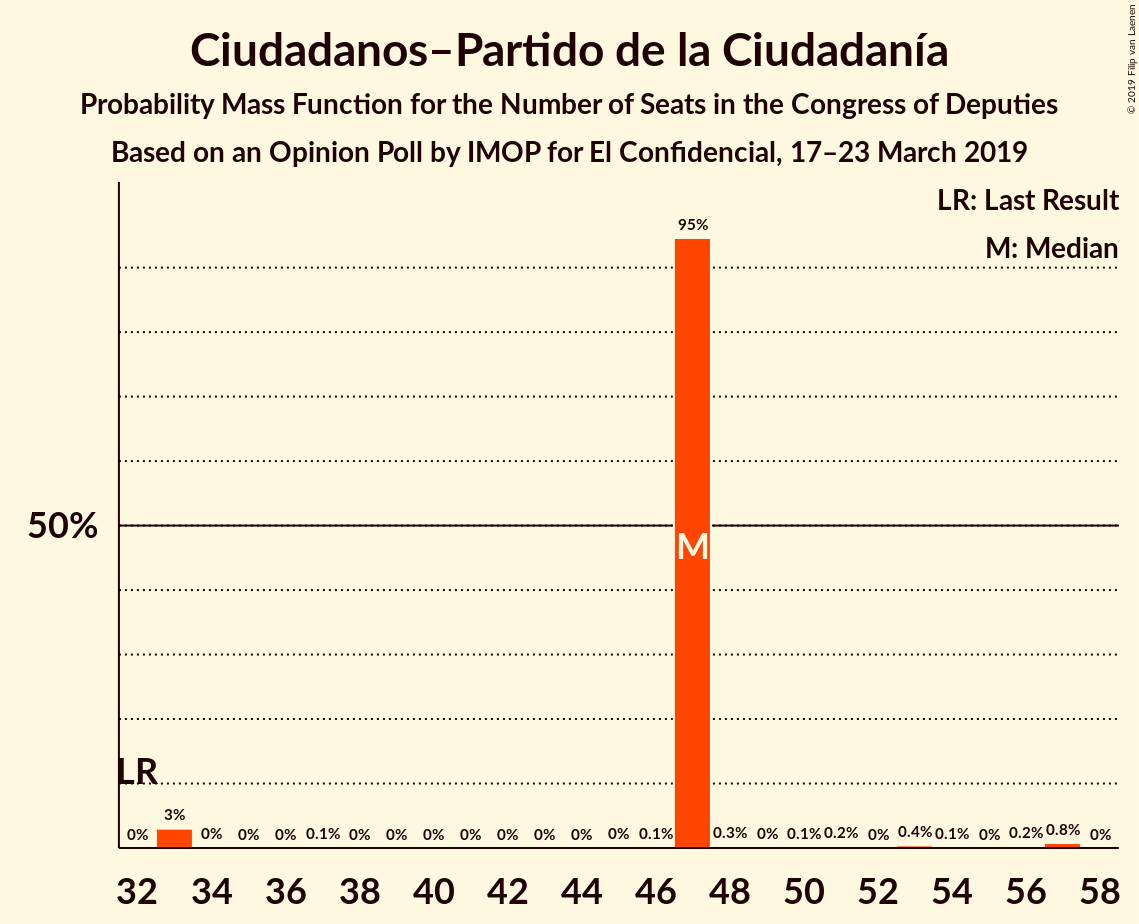 Ciudadanos–Partido de la Ciudadanía
Probability Mass Function for the Number of Seats in the Congress of Deputies
Based on an Opinion Poll by IMOP for El Confidencial, 17–23 March 2019
© 2019 Filip van Laenen
LR: Last Result
M: Median
95%
50%
M
LR
0% 3% 0% 0% 0% 0.1% 0% 0% 0% 0% 0% 0% 0% 0% 0.1% 0.3% 0% 0.1% 0.2% 0% 0.4% 0.1% 0% 0.2% 0.8% 0%
32 34 36 38 40 42 44 46 48 50 52 54 56 58